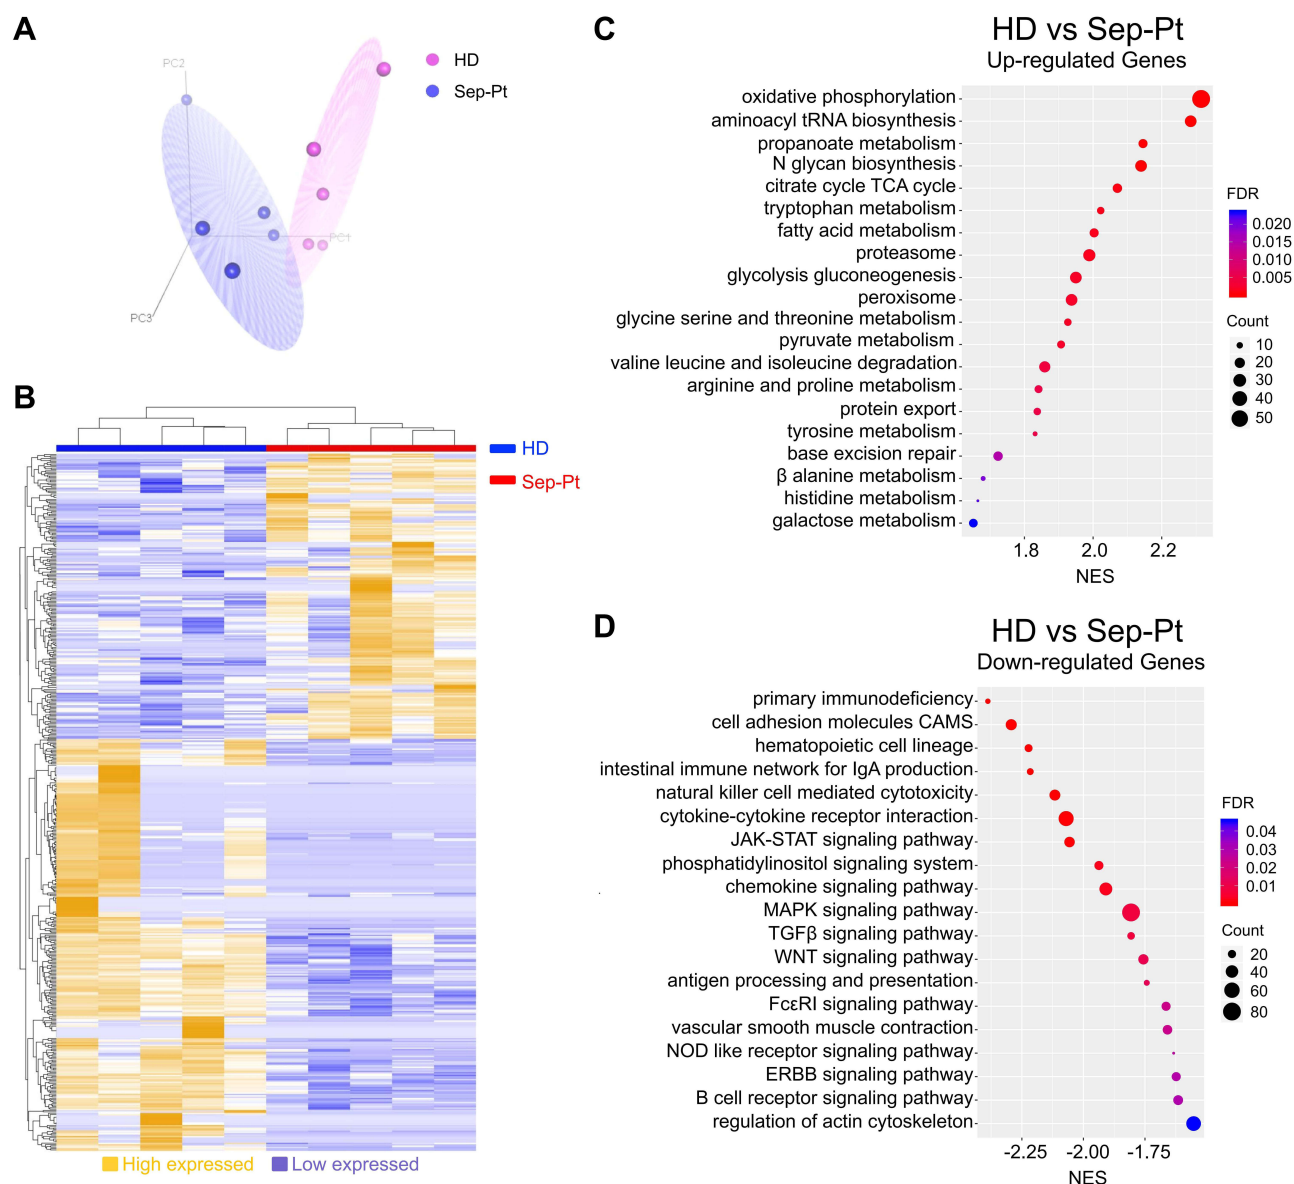 A
PC2
PC1
PC3
HD
Sep-Pt
B
HD
Sep-Pt
High expressed
Low expressed
C
HD vs Sep-Pt
Up-regulated Genes
oxidative phosphorylation
aminoacyl tRNA biosynthesis
propanoate metabolism
N glycan biosynthesis
citrate cycle TCA cycle
tryptophan metabolism
fatty acid metabolism
proteasome
glycolysis gluconeogenesis
peroxisome
glycine serine and threonine metabolism
pyruvate metabolism
valine leucine and isoleucine degradation
arginine and proline metabolism
protein export
tyrosine metabolism
base excision repair
β alanine metabolism
histidine metabolism
galactose metabolism
1.8 2.0 2.2
NES
FDR
0.020
0.015
0.010
0.005
Count
10
20
30
40
50
D
HD vs Sep-Pt
Down-regulated Genes
primary immunodeficiency
cell adhesion molecules CAMS
hematopoietic cell lineage
intestinal immune network for IgA production
natural killer cell mediated cytotoxicity
cytokine-cytokine receptor interaction
JAK-STAT signaling pathway
phosphatidylinositol signaling system
chemokine signaling pathway
MAPK signaling pathway
TGFβ signaling pathway
WNT signaling pathway
antigen processing and presentation
FcεRI signaling pathway
vascular smooth muscle contraction
NOD like receptor signaling pathway
ERBB signaling pathway
B cell receptor signaling pathway
regulation of actin cytoskeleton
-2.25 -2.00 -1.75
NES
FDR
0.04
0.03
0.02
0.01
Count
20
40
60
80